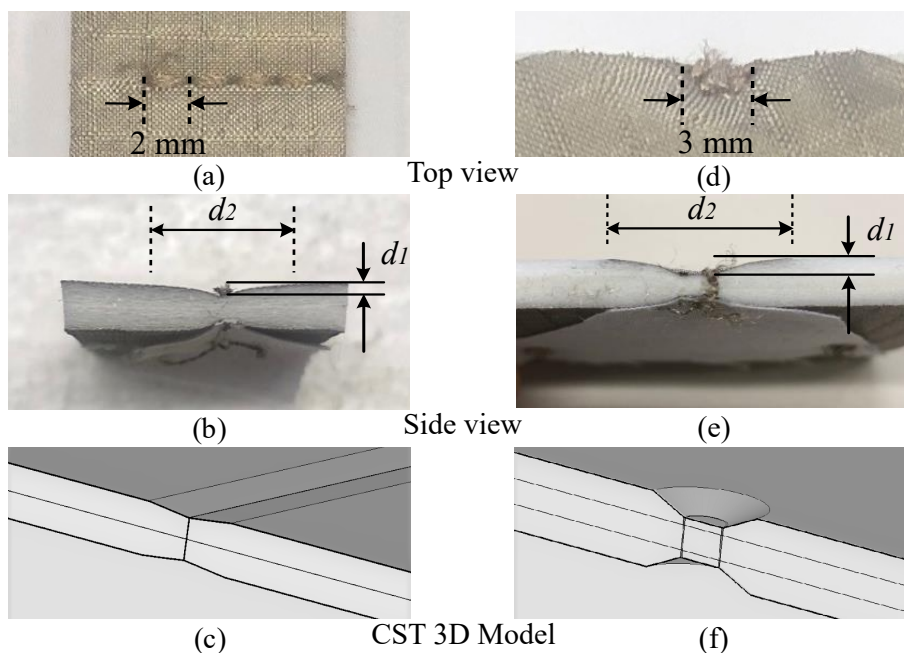 2 mm
3 mm
(a)
Top view
(d)
d2
d1
d2
d1
(b)
Side view
(e)
(c)
CST 3D Model
(f)